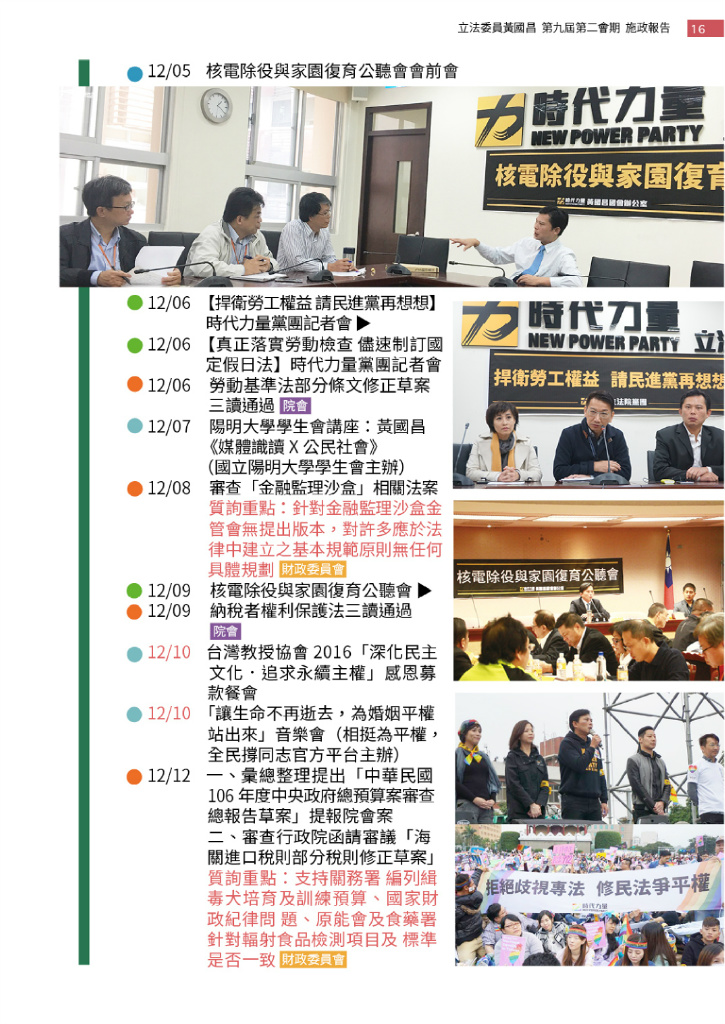 立法委員黃國昌 第九屆第二會期 施政報告 16
12/05 核電除役與家園復育公聽會會前會
時代力量
NEW POWER PARTY
核電除役與家園復育
時代力量 黃國昌國會辦公室
12/06 【捍衛勞工權益 請民進黨再想想】
時代力量黨團記者會 ▶
12/06 【真正落實勞動檢查 儘速制訂國
定假日法】時代力量黨團記者會
12/06 勞動基準法部分條文修正草案
三讀通過 院會
12/07 陽明大學學生會講座：黃國昌
《媒體識讀 X 公民社會》
（國立陽明大學學生會主辦）
12/08 審查「金融監理沙盒」相關法案
質詢重點：針對金融監理沙盒金
管會無提出版本，對許多應於法
律中建立之基本規範原則無任何
具體規劃 財政委員會
12/09 核電除役與家園復育公聽會 ▶
12/09 納稅者權利保護法三讀通過
院會
12/10 台灣教授協會 2016「深化民主
文化．追求永續主權」感恩募
款餐會
12/10 「讓生命不再逝去，為婚姻平權
站出來」音樂會（相挺為平權，
全民撐同志官方平台主辦）
12/12 一、彙總整理提出「中華民國
106 年度中央政府總預算案審查
總報告草案」提報院會案
二、審查行政院函請審議「海
關進口稅則部分稅則修正草案」
質詢重點：支持關務署 編列緝
毒犬培育及訓練預算、國家財
政紀律問 題、原能會及食藥署
針對輻射食品檢測項目及 標準
是否一致 財政委員會
時代力量 立
NEW POWER PARTY
捍衛勞工權益 請民進黨再想想
立法院黨團
核電除役與家園復育公聽會
拒絕歧視專法 修民法爭平權
時代力量